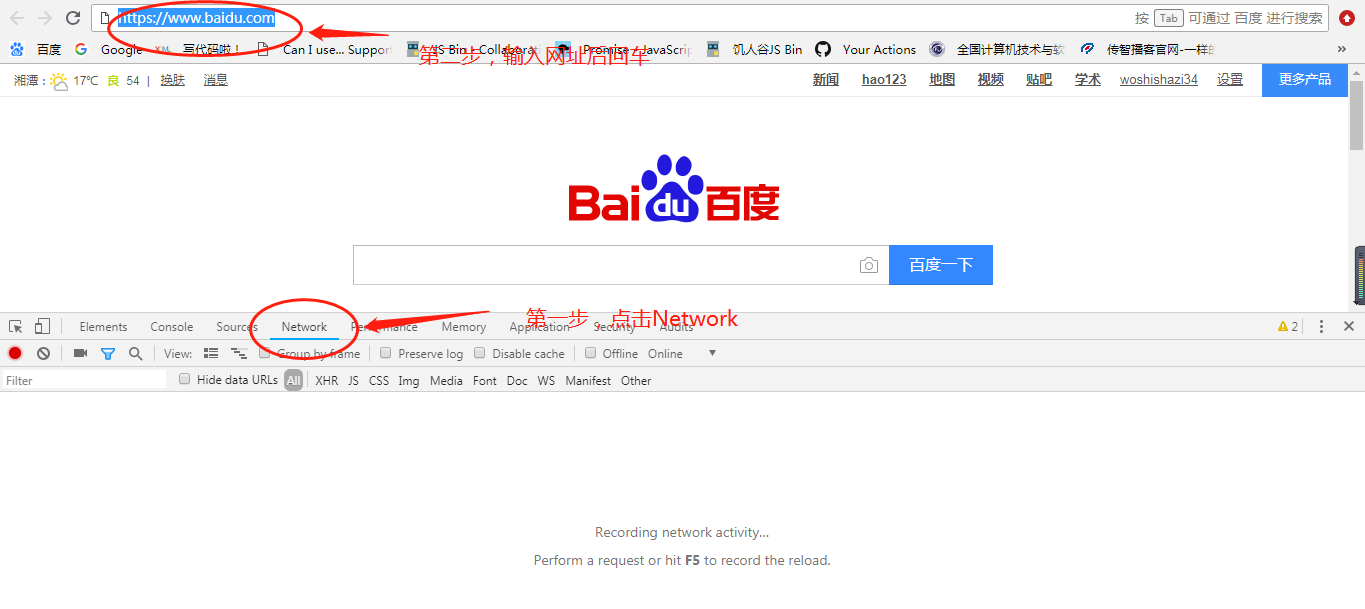 https://www.baidu.com 按 Tab 可通过 百度 进行搜索
百度 Google 写代码啦！ Can I use... Support JS Bin - Collabora Promise - JavaScrip 饥人谷JS Bin Your Actions 全国计算机技术与软 传智播客官网-一样的 »
第二步，输入网址后回车
湘潭： 17℃ 良 54 | 换肤 消息 新闻 hao123 地图 视频 贴吧 学术 woshishazi34 设置 更多产品
Bai du 百度
百度一下
第一步，点击Network
Elements Console Sources Network Performance Memory Application Security Audits 2
View: Group by frame Preserve log Disable cache Offline Online
Filter Hide data URLs All XHR JS CSS Img Media Font Doc WS Manifest Other
Recording network activity...
Perform a request or hit F5 to record the reload.